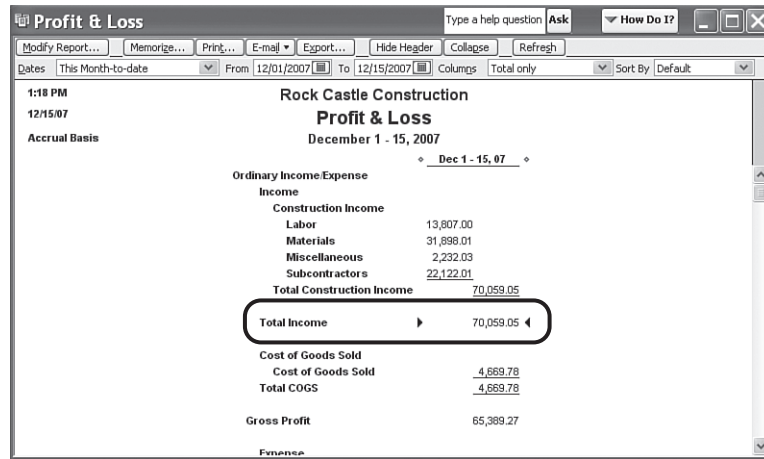 Profit & Loss Type a help question Ask How Do I?
Modify Report... Memorize... Print... E-mail Export... Hide Header Collapse Refresh
Dates This Month-to-date From 12/01/2007 To 12/15/2007 Columns Total only Sort By Default
1:18 PM Rock Castle Construction
12/15/07 Profit & Loss
Accrual Basis December 1 - 15, 2007
Dec 1 - 15, 07
Ordinary Income/Expense
Income
Construction Income
Labor 13,807.00
Materials 31,898.01
Miscellaneous 2,232.03
Subcontractors 22,122.01
Total Construction Income 70,059.05
Total Income 70,059.05
Cost of Goods Sold
Cost of Goods Sold 4,669.78
Total COGS 4,669.78
Gross Profit 65,389.27
Expense